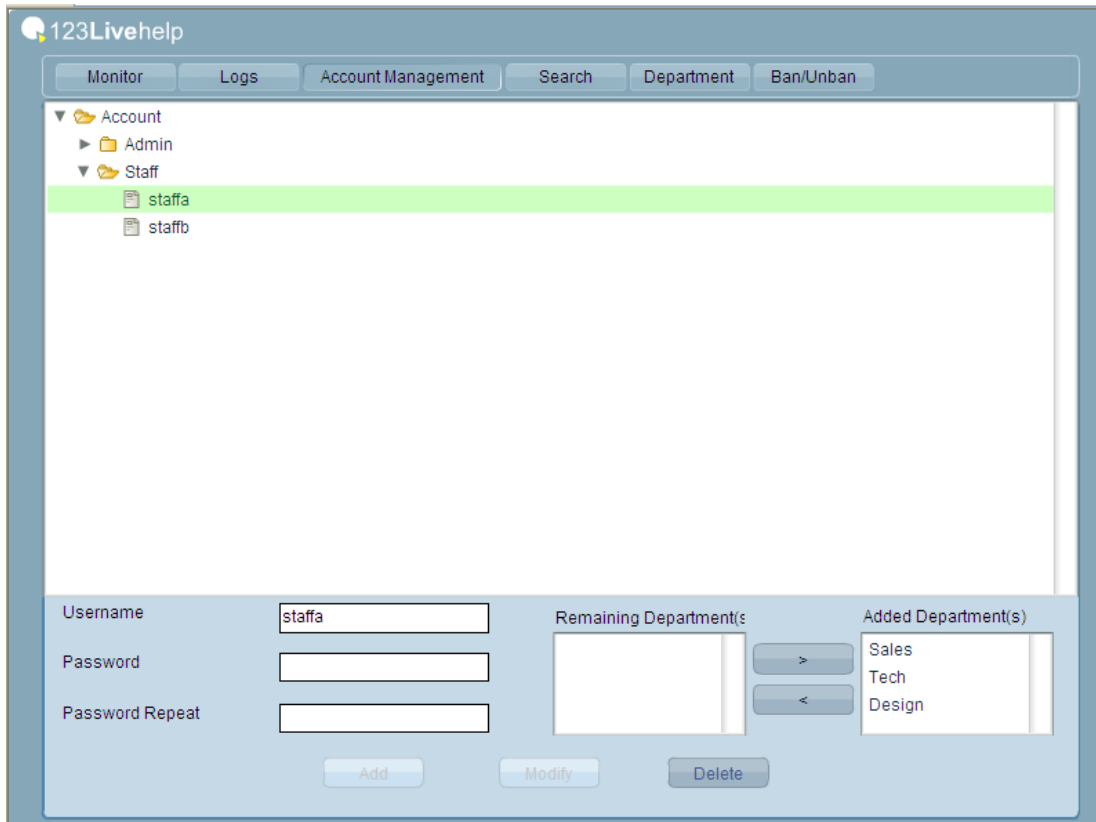 123Livehelp
Monitor Logs Account Management Search Department Ban/Unban
Account
Admin
Staff
staffa
staffb
Username staffa
Remaining Department(s Added Department(s)
Password
> Sales
Tech
< Design
Password Repeat
Add Modify Delete